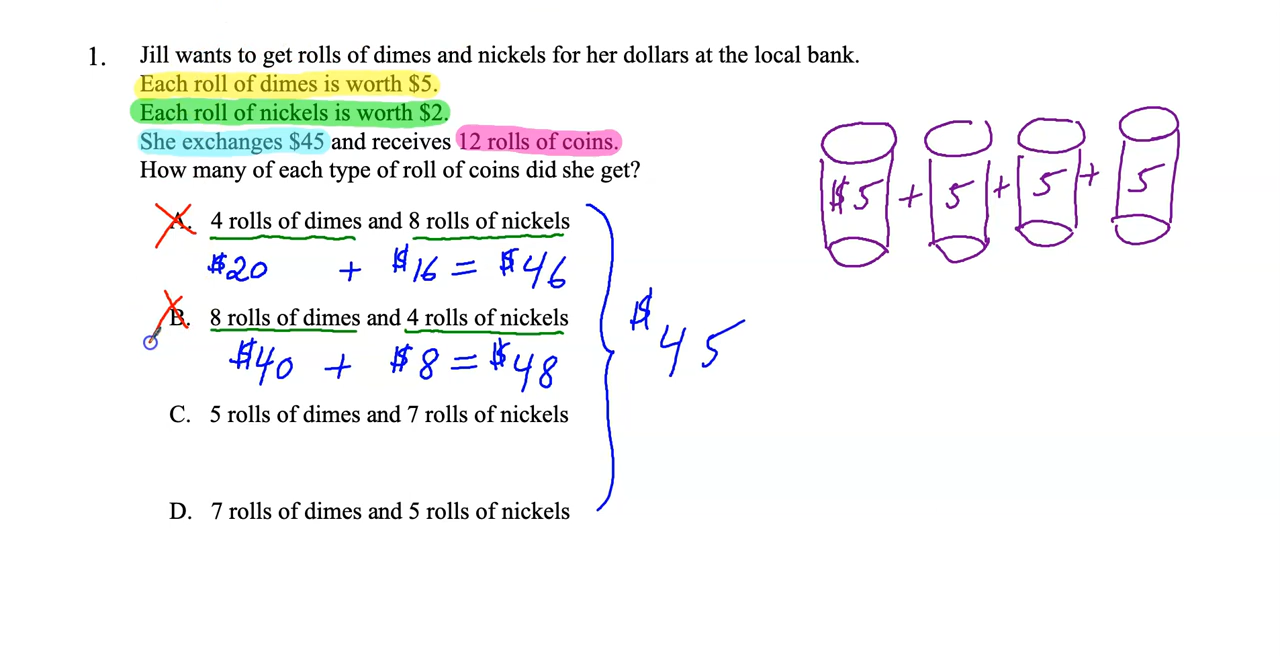 1. Jill wants to get rolls of dimes and nickels for her dollars at the local bank.
Each roll of dimes is worth $5.
Each roll of nickels is worth $2.
She exchanges $45 and receives 12 rolls of coins.
How many of each type of roll of coins did she get?
$5 + 5 + 5 + 5
A. 4 rolls of dimes and 8 rolls of nickels
$20 + $16 = $46
B. 8 rolls of dimes and 4 rolls of nickels
$40 + $8 = $48
$45
C. 5 rolls of dimes and 7 rolls of nickels
D. 7 rolls of dimes and 5 rolls of nickels